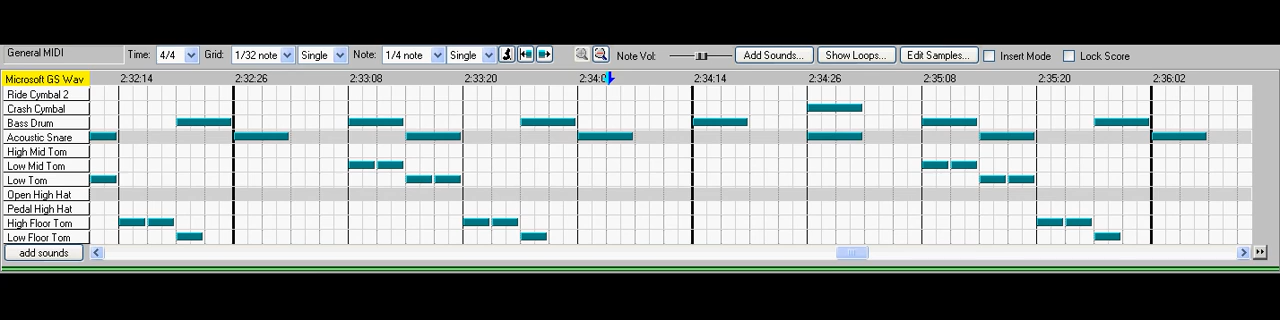 General MIDI Time: 4/4 Grid: 1/32 note Single Note: 1/4 note Single Note Vol: Add Sounds... Show Loops... Edit Samples... Insert Mode Lock Score
Microsoft GS Wav 2:32:14 2:32:26 2:33:08 2:33:20 2:34:0 2:34:14 2:34:26 2:35:08 2:35:20 2:36:02
Ride Cymbal 2
Crash Cymbal
Bass Drum
Acoustic Snare
High Mid Tom
Low Mid Tom
Low Tom
Open High Hat
Pedal High Hat
High Floor Tom
Low Floor Tom
add sounds